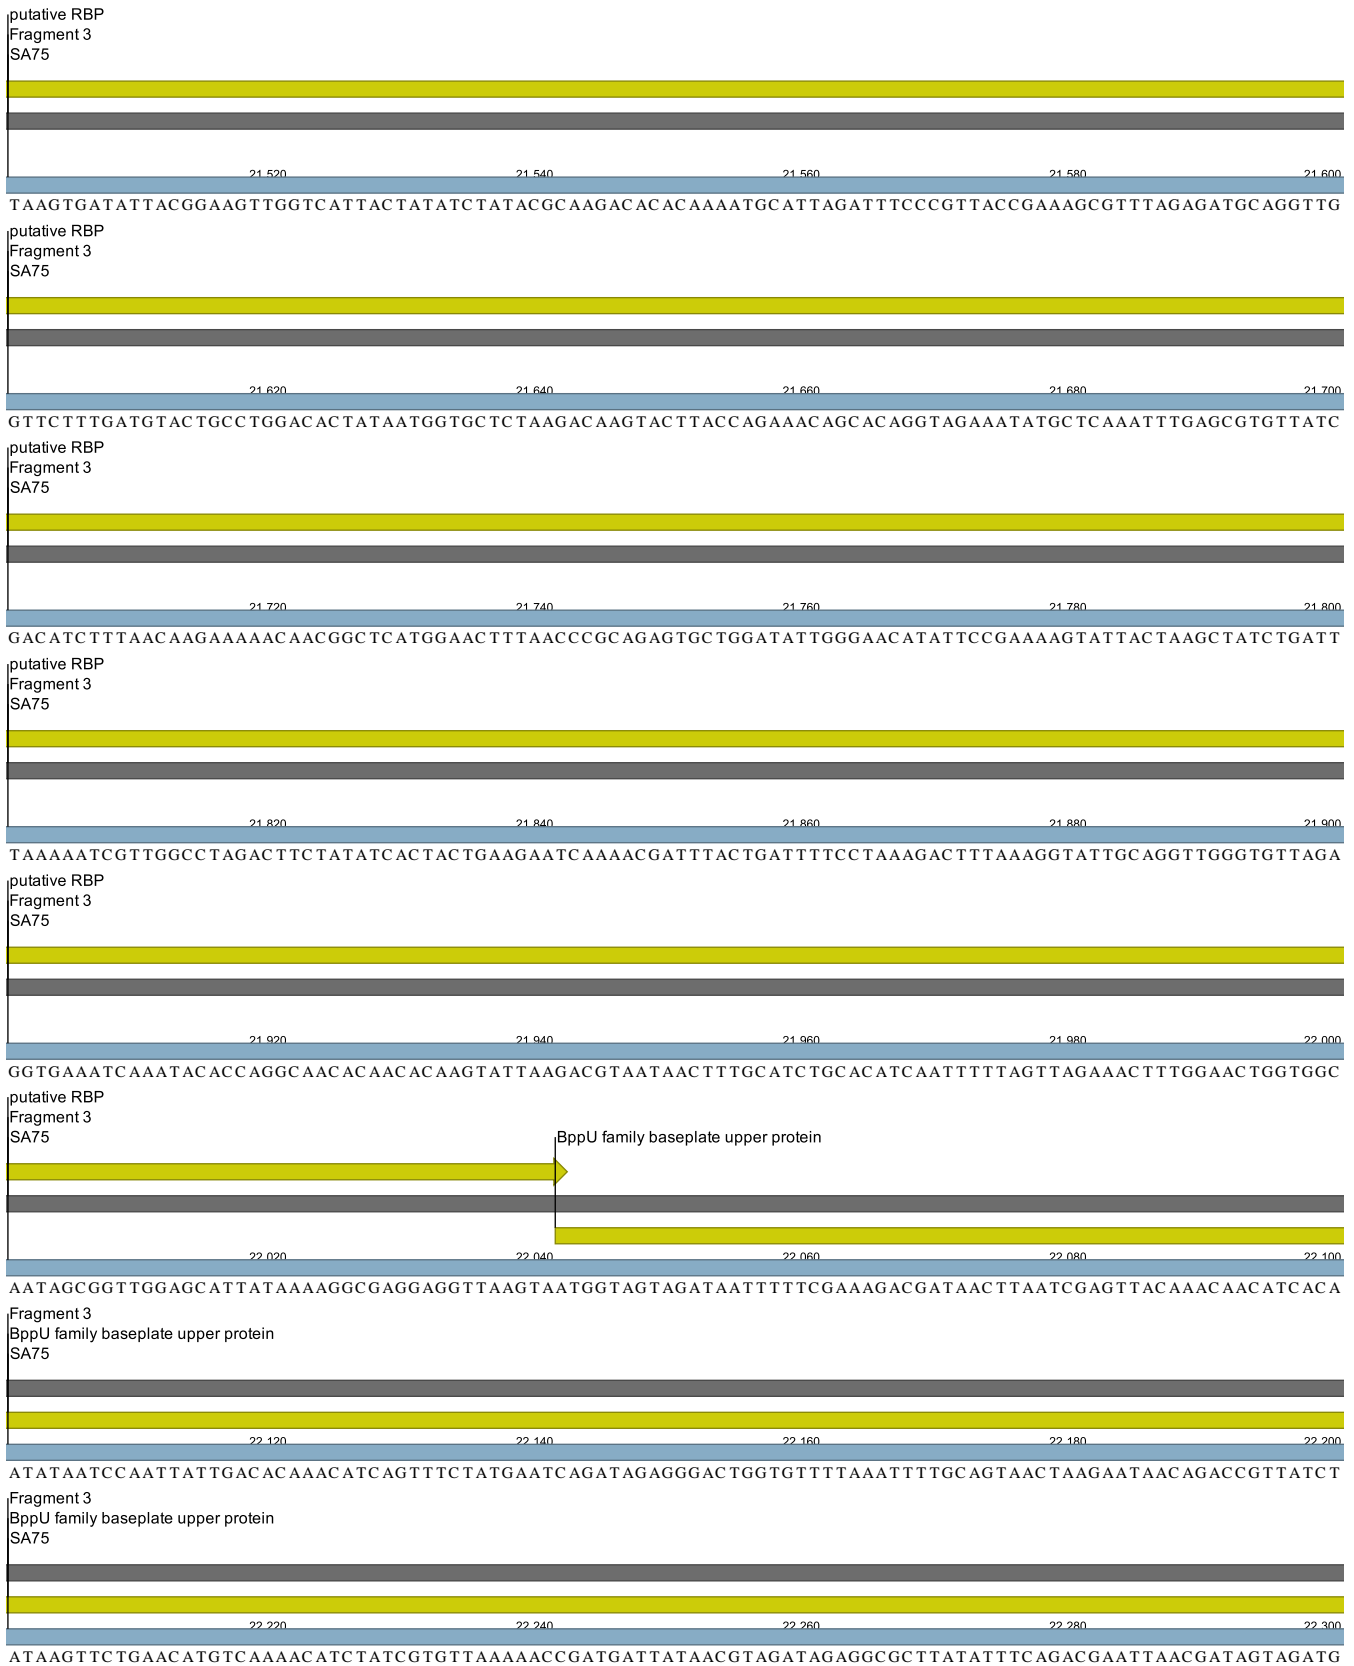 putative RBP
Fragment 3
SA75
21.520 21.540 21.560 21.580 21.600
TAAGTGATATTACGGAAGTTGGTCATTACTATATCTATACGCAAGACACACAAAATGCATTAGATTTCCCGTTACCGAAAGCGTTTAGAGATGCAGGTTG
putative RBP
Fragment 3
SA75
21.620 21.640 21.660 21.680 21.700
GTTCTTTGATGTACTGCCTGGACACTATAATGGTGCTCTAAGACAAGTACTTACCAGAAACAGCACAGGTAGAAATATGCTCAAATTTGAGCGTGTTATC
putative RBP
Fragment 3
SA75
21.720 21.740 21.760 21.780 21.800
GACATCTTTAACAAGAAAAACAACGGCTCATGGAACTTTAACCCGCAGAGTGCTGGATATTGGGAACATATTCCGAAAAGTATTACTAAGCTATCTGATT
putative RBP
Fragment 3
SA75
21.820 21.840 21.860 21.880 21.900
TAAAAATCGTTGGCCTAGACTTCTATATCACTACTGAAGAATCAAAACGATTTACTGATTTTCCTAAAGACTTTAAAGGTATTGCAGGTTGGGTGTTAGA
putative RBP
Fragment 3
SA75
21.920 21.940 21.960 21.980 22.000
GGTGAAATCAAATACACCAGGCAACACAACACAAGTATTAAGACGTAATAACTTTGCATCTGCACATCAATTTTTAGTTAGAAACTTTGGAACTGGTGGC
putative RBP
Fragment 3
SA75
BppU family baseplate upper protein
22.020 22.040 22.060 22.080 22.100
AATAGCGGTTGGAGCATTATAAAAGGCGAGGAGGTTAAGTAATGGTAGTAGATAATTTTTCGAAAGACGATAACTTAATCGAGTTACAAACAACATCACA
Fragment 3
BppU family baseplate upper protein
SA75
22.120 22.140 22.160 22.180 22.200
ATATAATCCAATTATTGACACAAACATCAGTTTCTATGAATCAGATAGAGGGACTGGTGTTTTAAATTTTGCAGTAACTAAGAATAACAGACCGTTATCT
Fragment 3
BppU family baseplate upper protein
SA75
22.220 22.240 22.260 22.280 22.300
ATAAGTTCTGAACATGTCAAAACATCTATCGTGTTAAAAACCGATGATTATAACGTAGATAGAGGCGCTTATATTTCAGACGAATTAACGATAGTAGATG